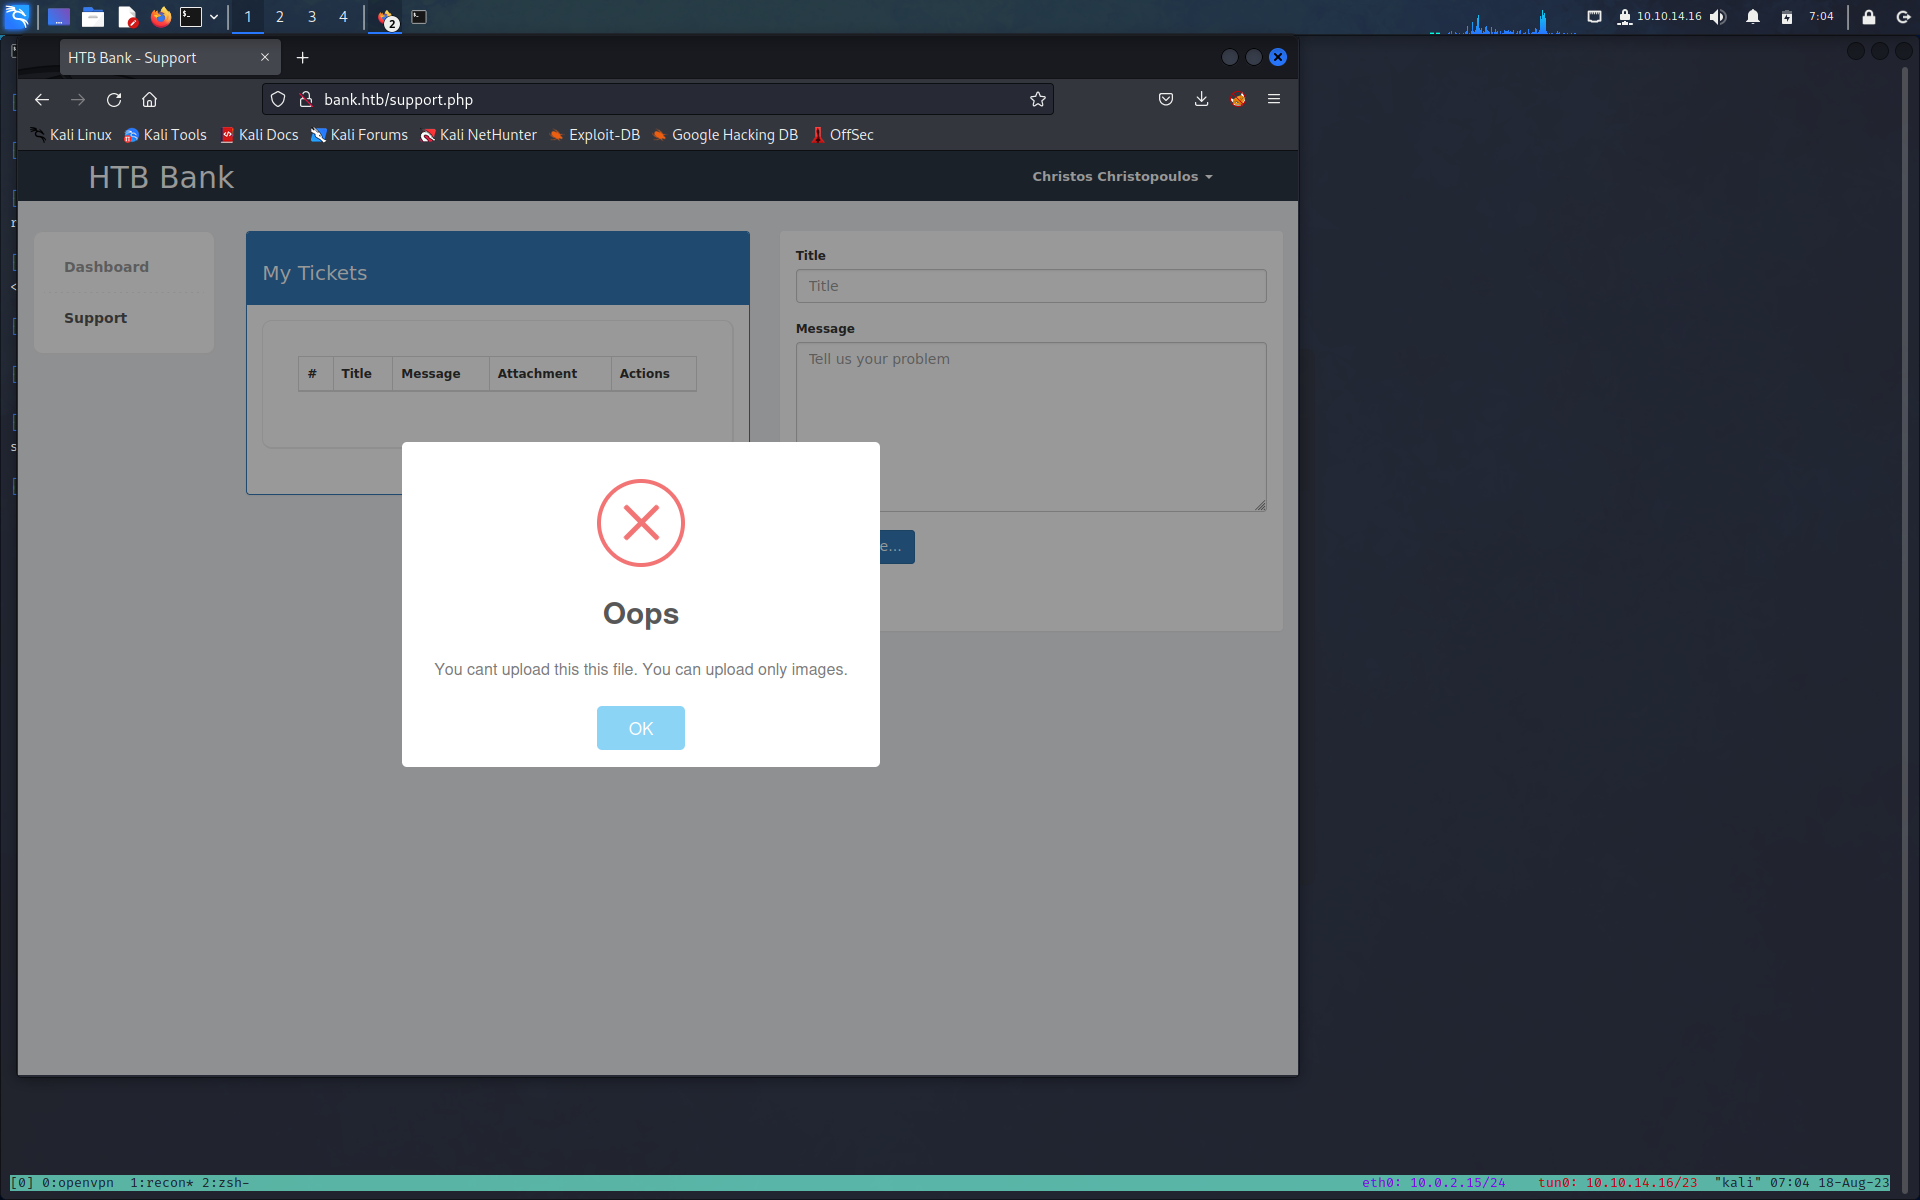 1 2 3 4 2 10.10.14.16 7:04
HTB Bank - Support
bank.htb/support.php
Kali Linux Kali Tools Kali Docs Kali Forums Kali NetHunter Exploit-DB Google Hacking DB OffSec
HTB Bank Christos Christopoulos
Dashboard
Support
My Tickets
# Title Message Attachment Actions
Title
Title
Message
Tell us your problem
e...
Oops
You cant upload this this file. You can upload only images.
OK
[0] 0:openvpn 1:recon* 2:zsh- eth0: 10.0.2.15/24 tun0: 10.10.14.16/23 "kali" 07:04 18-Aug-23